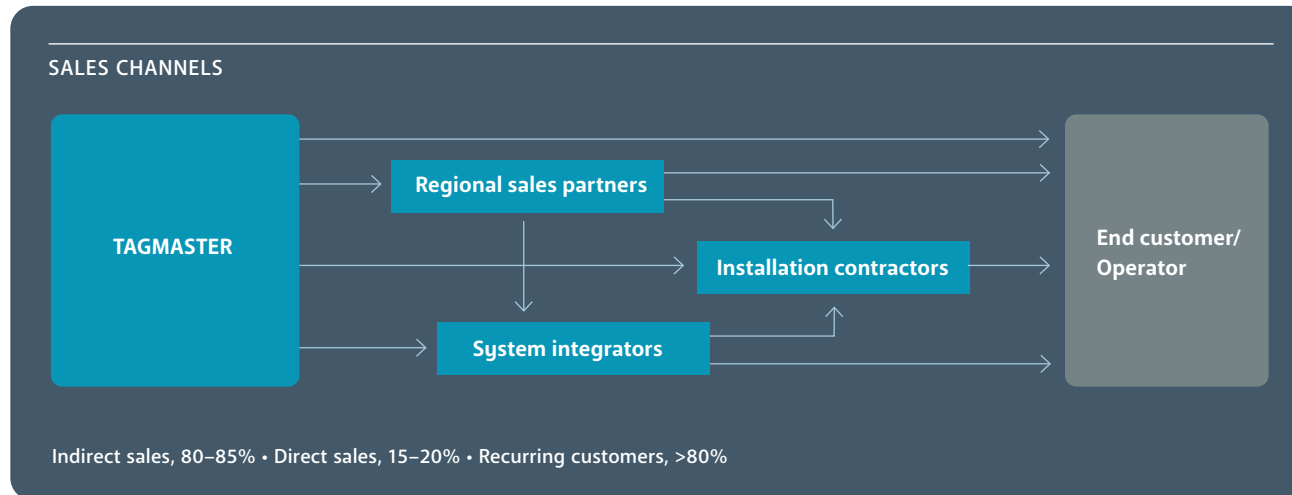 SALES CHANNELS
TAGMASTER
Regional sales partners
Installation contractors
System integrators
End customer/
Operator
Indirect sales, 80–85% • Direct sales, 15–20% • Recurring customers, >80%